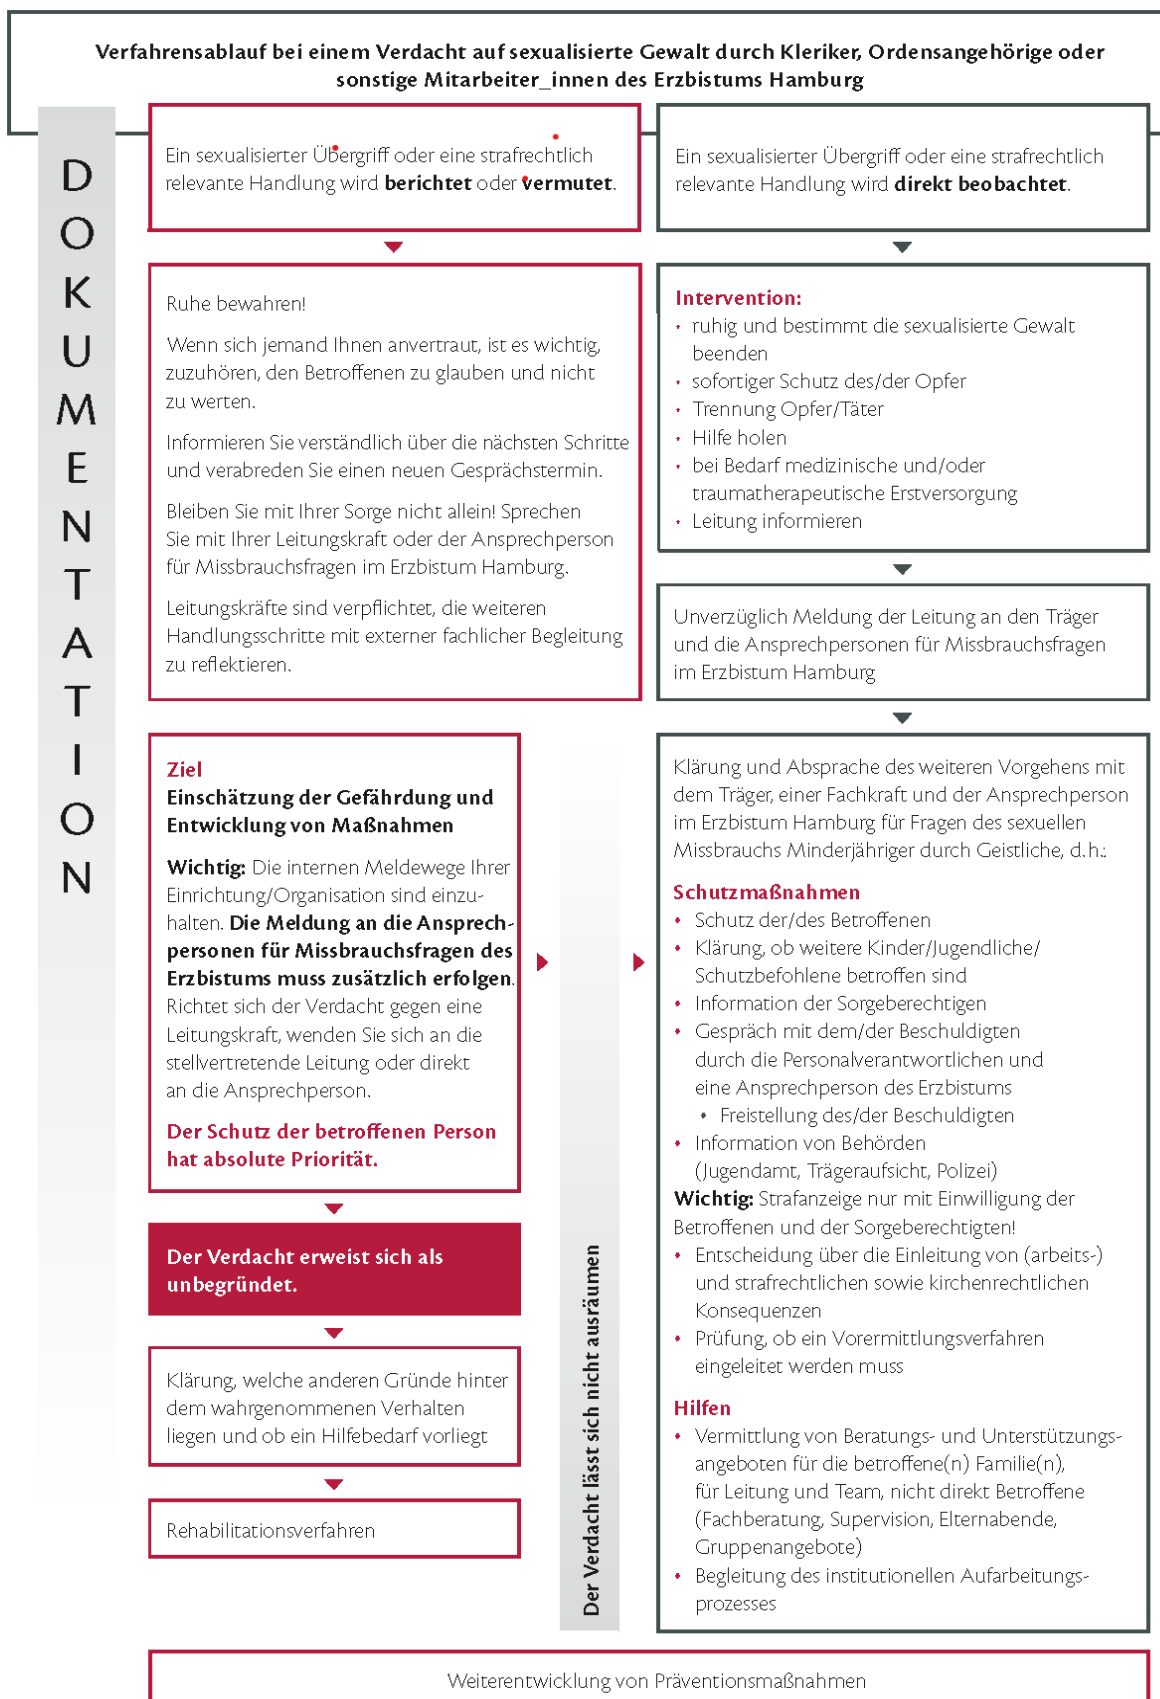 Verfahrensablauf bei einem Verdacht auf sexualisierte Gewalt durch Kleriker, Ordensangehörige oder
sonstige Mitarbeiter_innen des Erzbistums Hamburg
DOKUMENTATION
Ein sexualisierter Übergriff oder eine strafrechtlich
relevante Handlung wird berichtet oder vermutet.
Ruhe bewahren!
Wenn sich jemand Ihnen anvertraut, ist es wichtig,
zuzuhören, den Betroffenen zu glauben und nicht
zu werten.
Informieren Sie verständlich über die nächsten Schritte
und verabreden Sie einen neuen Gesprächstermin.
Bleiben Sie mit Ihrer Sorge nicht allein! Sprechen
Sie mit Ihrer Leitungskraft oder der Ansprechperson
für Missbrauchsfragen im Erzbistum Hamburg.
Leitungskräfte sind verpflichtet, die weiteren
Handlungsschritte mit externer fachlicher Begleitung
zu reflektieren.
Ein sexualisierter Übergriff oder eine strafrechtlich
relevante Handlung wird direkt beobachtet.
Intervention:
• ruhig und bestimmt die sexualisierte Gewalt
beenden
• sofortiger Schutz des/der Opfer
• Trennung Opfer/Täter
• Hilfe holen
• bei Bedarf medizinische und/oder
traumatherapeutische Erstversorgung
• Leitung informieren
Unverzüglich Meldung der Leitung an den Träger
und die Ansprechpersonen für Missbrauchsfragen
im Erzbistum Hamburg
Ziel
Einschätzung der Gefährdung und
Entwicklung von Maßnahmen
Wichtig: Die internen Meldewege Ihrer
Einrichtung/Organisation sind einzu-
halten. Die Meldung an die Ansprech-
personen für Missbrauchsfragen des
Erzbistums muss zusätzlich erfolgen.
Richtet sich der Verdacht gegen eine
Leitungskraft, wenden Sie sich an die
stellvertretende Leitung oder direkt
an die Ansprechperson.
Der Schutz der betroffenen Person
hat absolute Priorität.
Der Verdacht erweist sich als
unbegründet.
Klärung, welche anderen Gründe hinter
dem wahrgenommenen Verhalten
liegen und ob ein Hilfebedarf vorliegt
Rehabilitationsverfahren
Der Verdacht lässt sich nicht ausräumen
Klärung und Absprache des weiteren Vorgehens mit
dem Träger, einer Fachkraft und der Ansprechperson
im Erzbistum Hamburg für Fragen des sexuellen
Missbrauchs Minderjähriger durch Geistliche, d.h.:
Schutzmaßnahmen
• Schutz der/des Betroffenen
• Klärung, ob weitere Kinder/Jugendliche/
Schutzbefohlene betroffen sind
• Information der Sorgeberechtigen
• Gespräch mit dem/der Beschuldigten
durch die Personalverantwortlichen und
eine Ansprechperson des Erzbistums
• Freistellung des/der Beschuldigten
• Information von Behörden
(Jugendamt, Trägeraufsicht, Polizei)
Wichtig: Strafanzeige nur mit Einwilligung der
Betroffenen und der Sorgeberechtigten!
• Entscheidung über die Einleitung von (arbeits-)
und strafrechtlichen sowie kirchenrechtlichen
Konsequenzen
• Prüfung, ob ein Vorermittlungsverfahren
eingeleitet werden muss
Hilfen
• Vermittlung von Beratungs- und Unterstützungs-
angeboten für die betroffene(n) Familie(n),
für Leitung und Team, nicht direkt Betroffene
(Fachberatung, Supervision, Elternabende,
Gruppenangebote)
• Begleitung des institutionellen Aufarbeitungs-
prozesses
Weiterentwicklung von Präventionsmaßnahmen